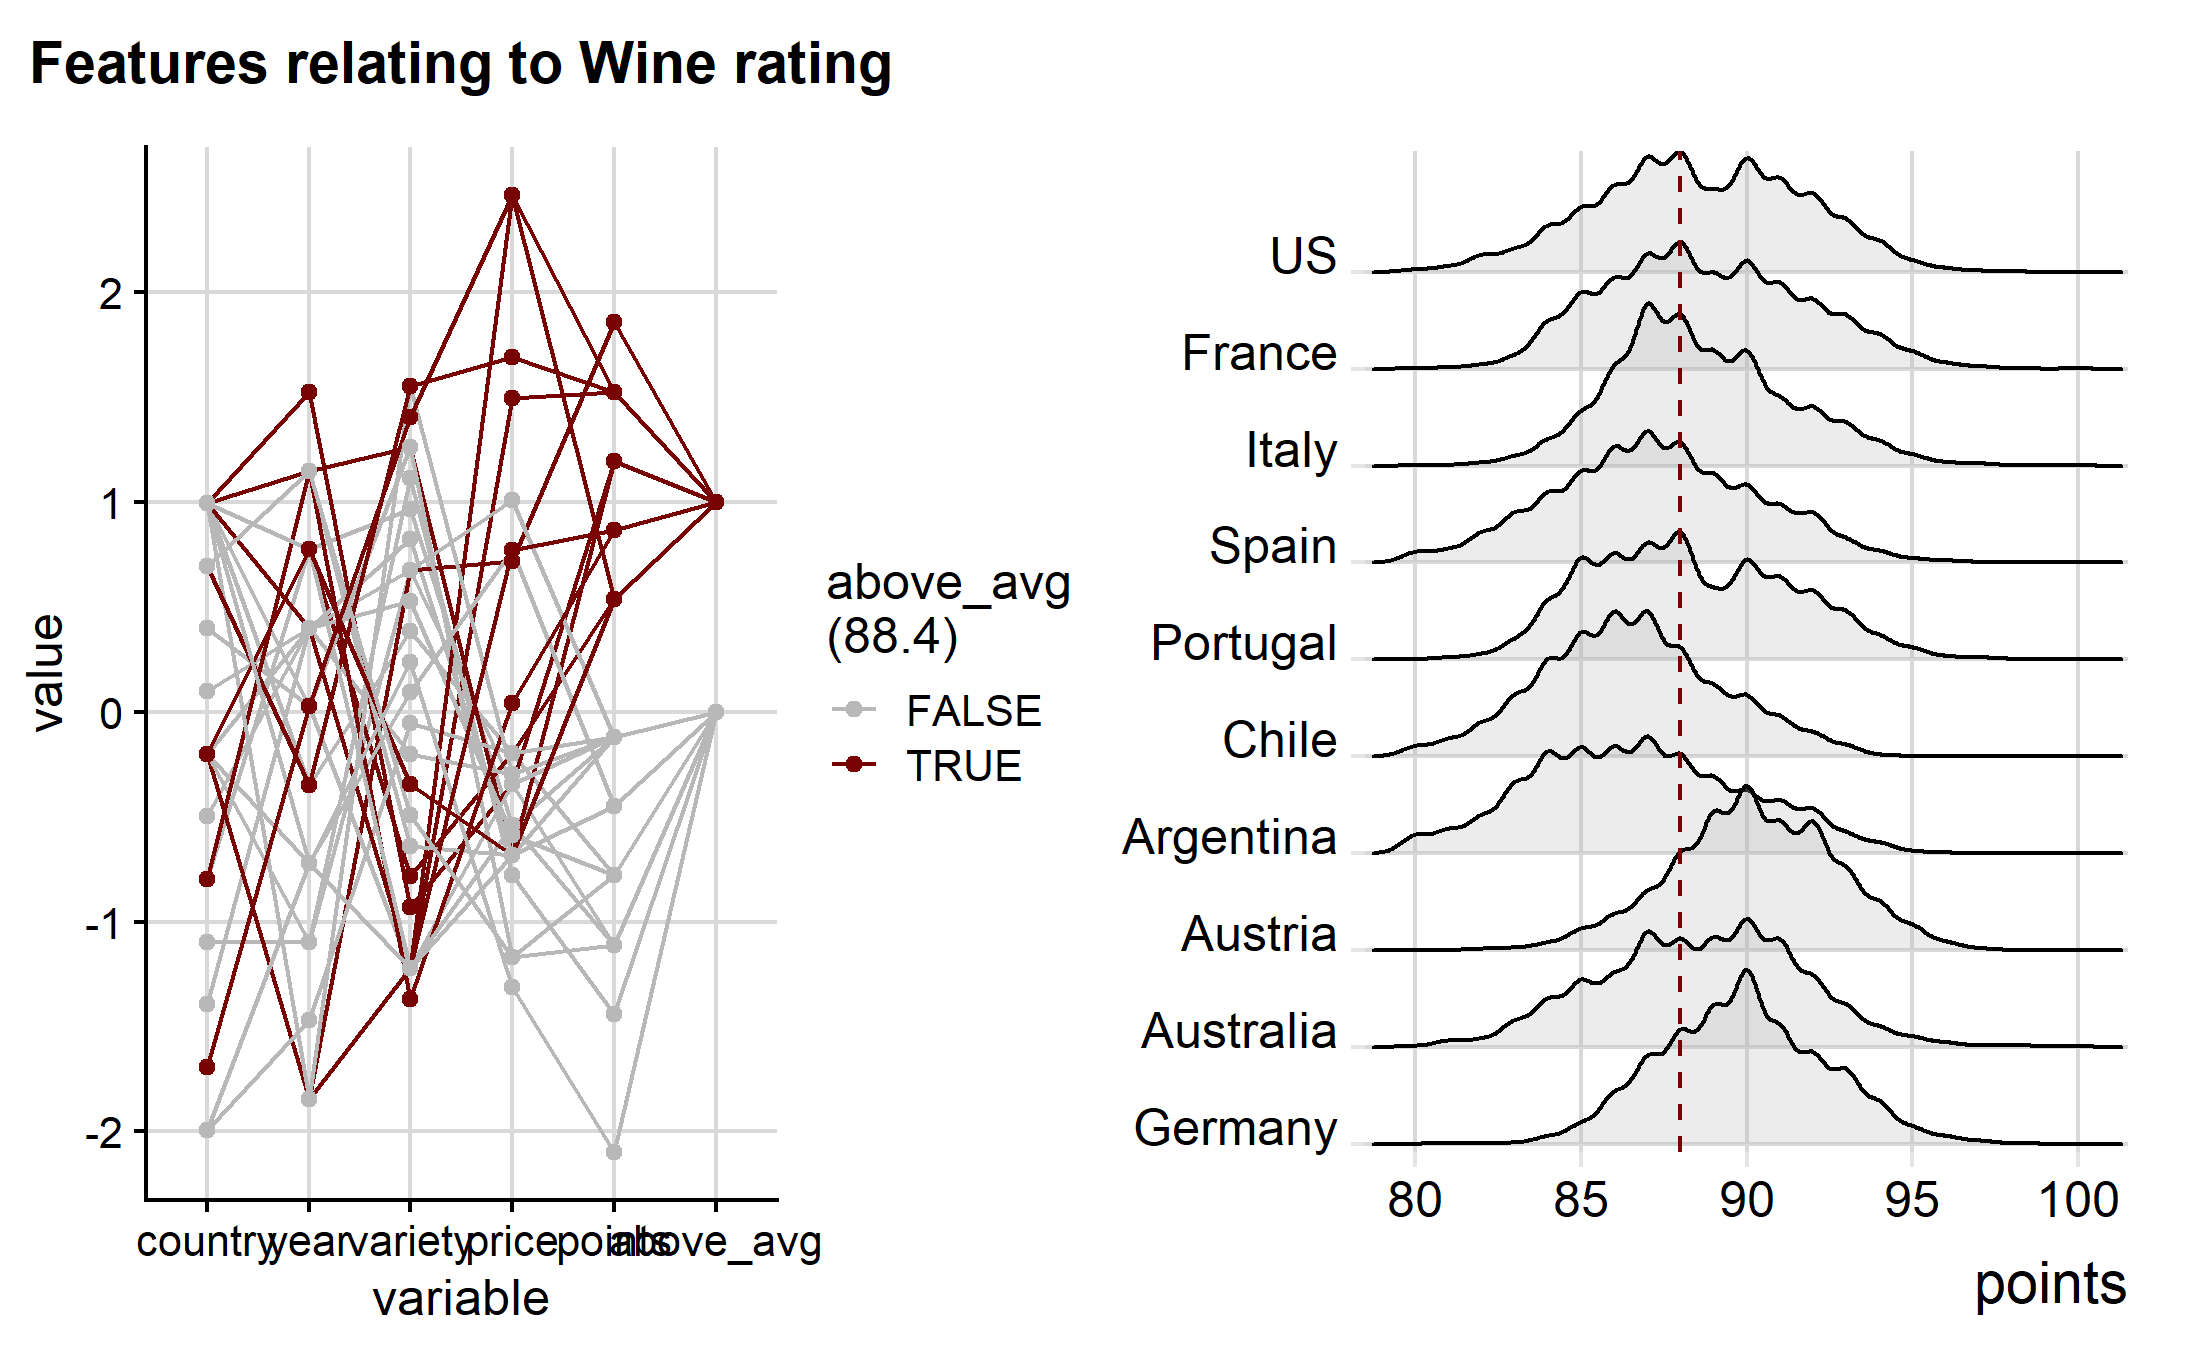 Features relating to Wine rating
value
2
1
0
-1
-2
country
year
variety
price
points
above_avg
variable
above_avg
(88.4)
FALSE
TRUE
US
France
Italy
Spain
Portugal
Chile
Argentina
Austria
Australia
Germany
80
85
90
95
100
points